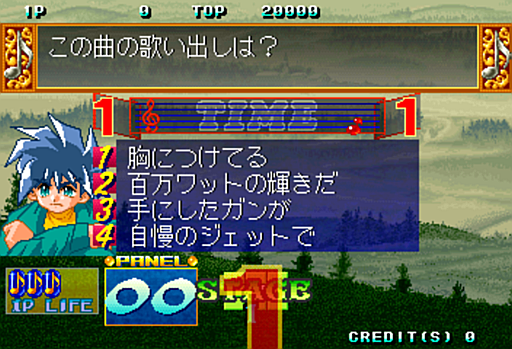 1P 0 TOP 20000
この曲の歌い出しは？
1 TIME 1
1 胸につけてる
2 百万ワットの輝きだ
3 手にしたガンが
4 自慢のジェットで
PANEL
1P LIFE 00 STAGE 1
CREDIT(S) 0